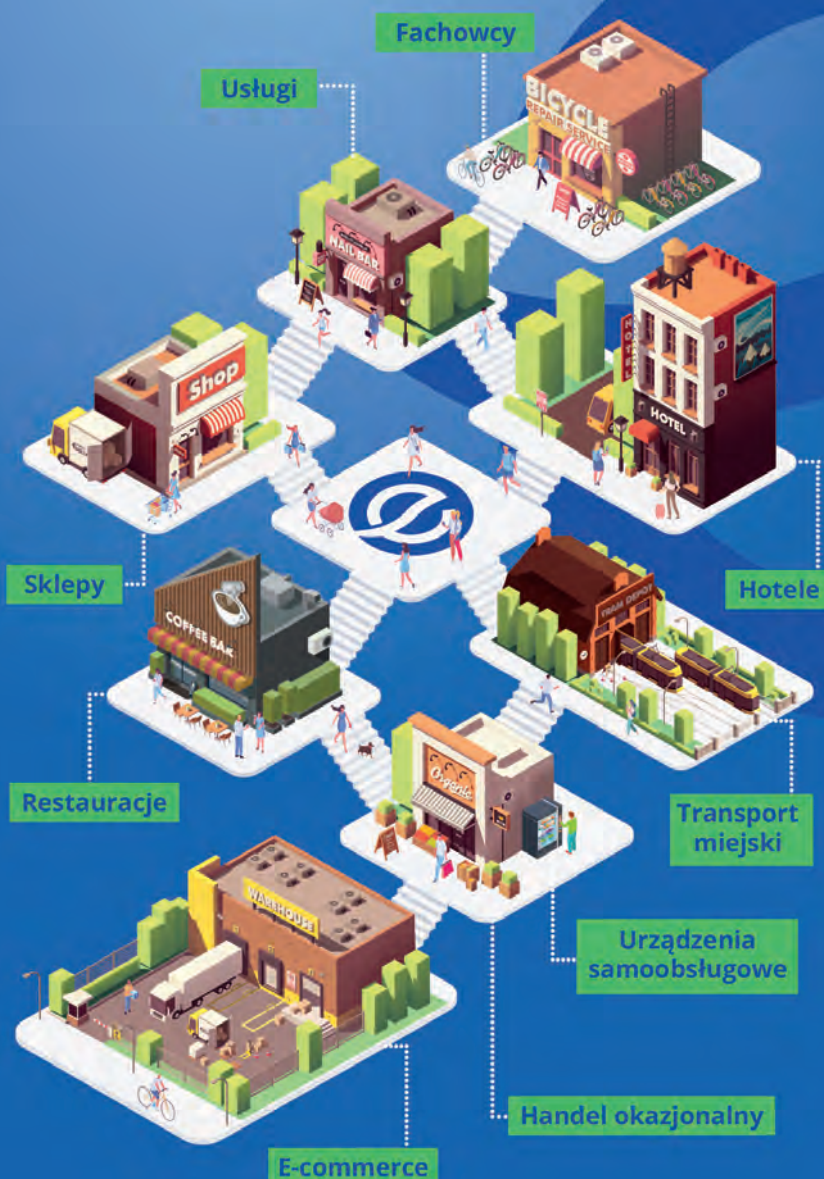 Fachowcy
Usługi
BICYCLE
REPAIR SERVICE
NAIL BAR
Shop
HOTEL
HOTEL
Sklepy
Hotele
COFFEE BAR
TRAM DEPOT
Restauracje
Organic
Transport
miejski
WAREHOUSE
Urządzenia
samoobsługowe
Handel okazjonalny
E-commerce